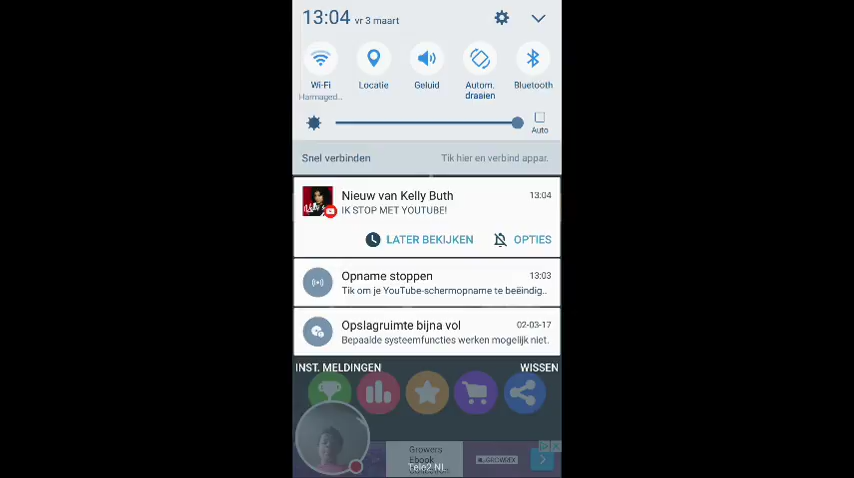 13:04 vr 3 maart
Wi-Fi Locatie Geluid Autom. draaien Bluetooth
Harmaged..
Auto
Snel verbinden Tik hier en verbind appar.
Nieuw van Kelly Buth 13:04
IK STOP MET YOUTUBE!
LATER BEKIJKEN OPTIES
Opname stoppen 13:03
Tik om je YouTube-schermopname te beëindig..
Opslagruimte bijna vol 02-03-17
Bepaalde systeemfuncties werken mogelijk niet.
INST. MELDINGEN WISSEN
Growers
Ebook
Collection
GROWREX
Tele2 NL